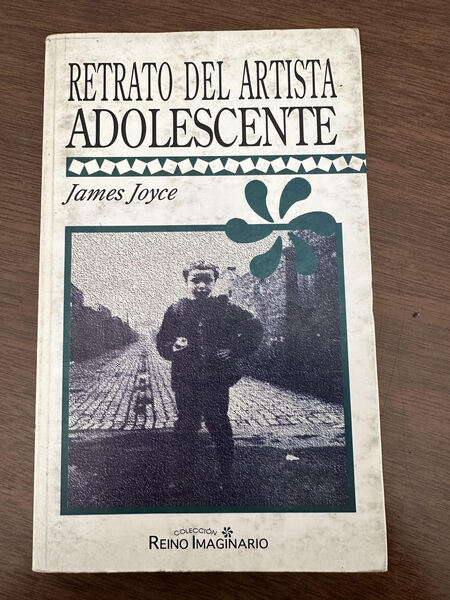 RETRATO DEL ARTISTA
ADOLESCENTE
James Joyce
COLECCIÓN
REINO IMAGINARIO